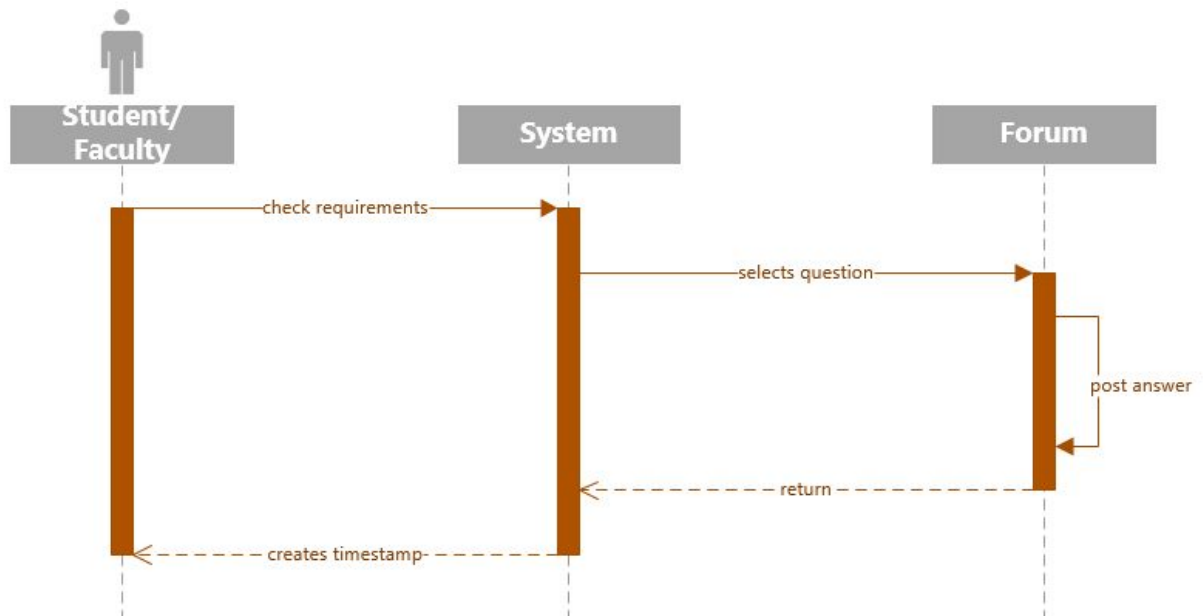 Student/
Faculty
System
Forum
check requirements
selects question
post answer
return
creates timestamp